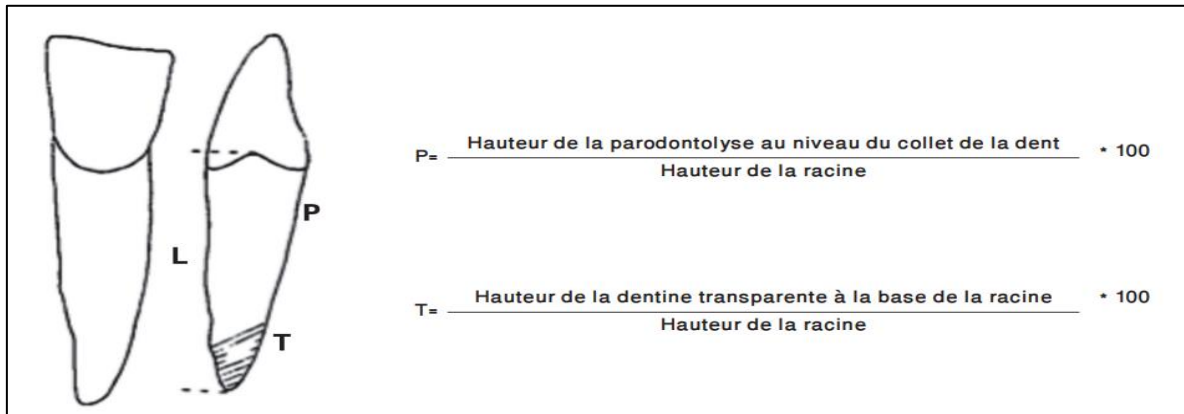 P= Hauteur de la parodontolyse au niveau du collet de la dent * 100
Hauteur de la racine
P
L
T= Hauteur de la dentine transparente à la base de la racine * 100
Hauteur de la racine
T